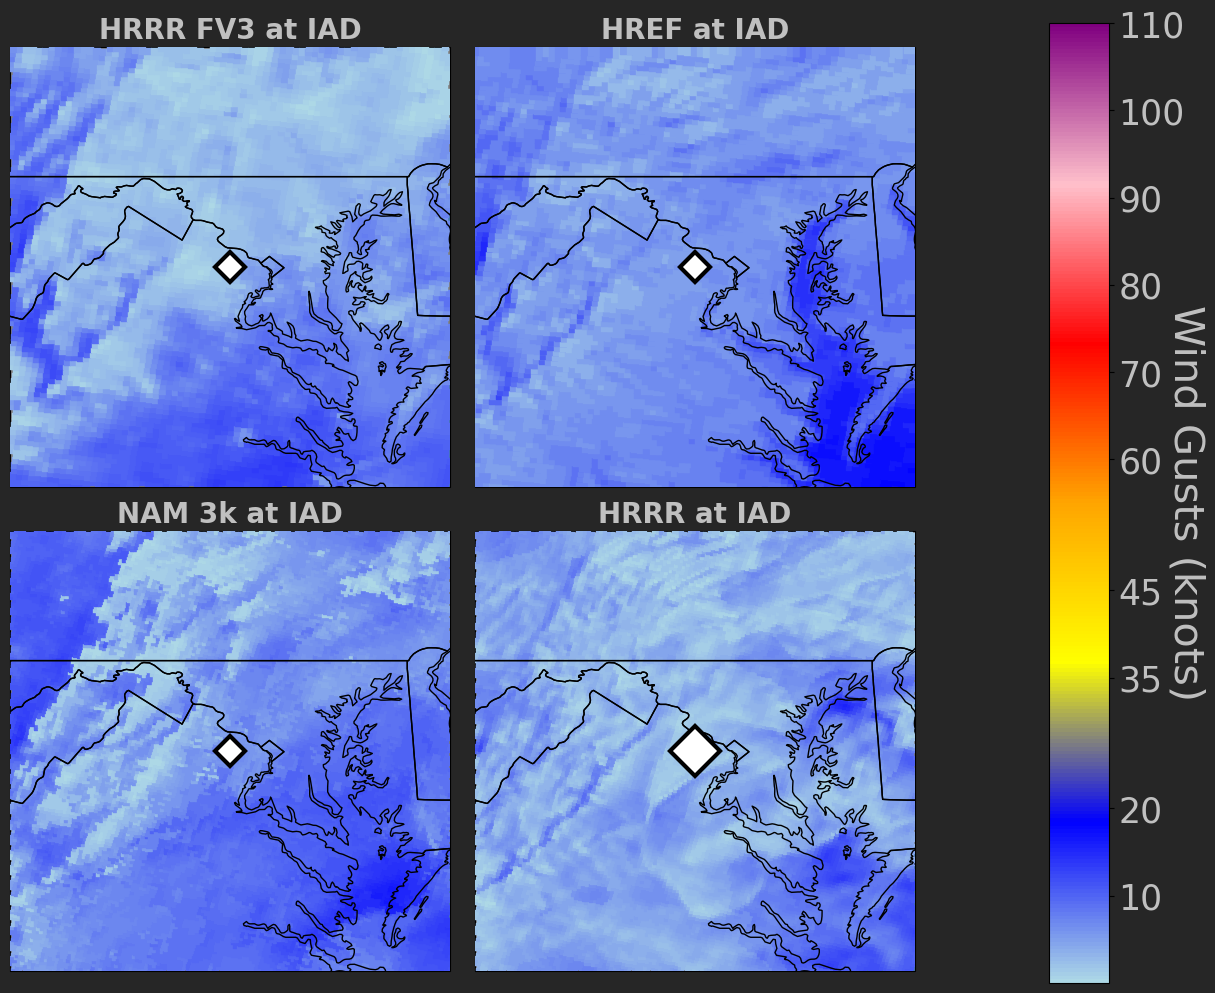 HRRR FV3 at IAD
HREF at IAD
NAM 3k at IAD
HRRR at IAD
110
100
90
80
70
60
45
35
20
10
Wind Gusts (knots)